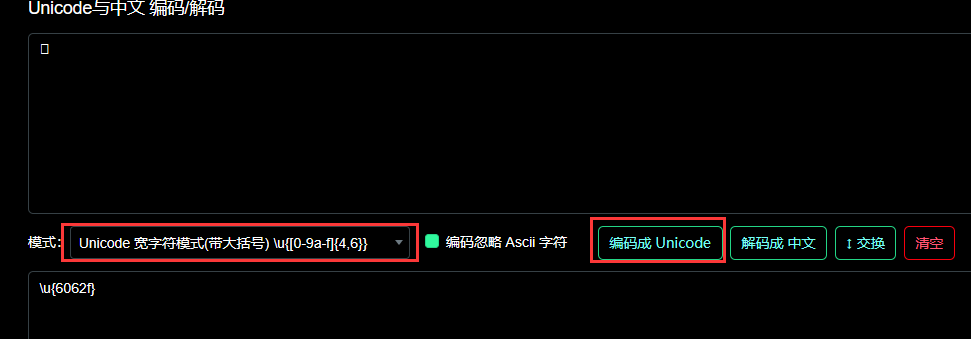 Unicode与中文 编码/解码
模式: Unicode 宽字符模式(带大括号) \u{[0-9a-f]{4,6}} 编码忽略 Ascii 字符 编码成 Unicode 解码成 中文 ↕ 交换 清空
\u{6062f}